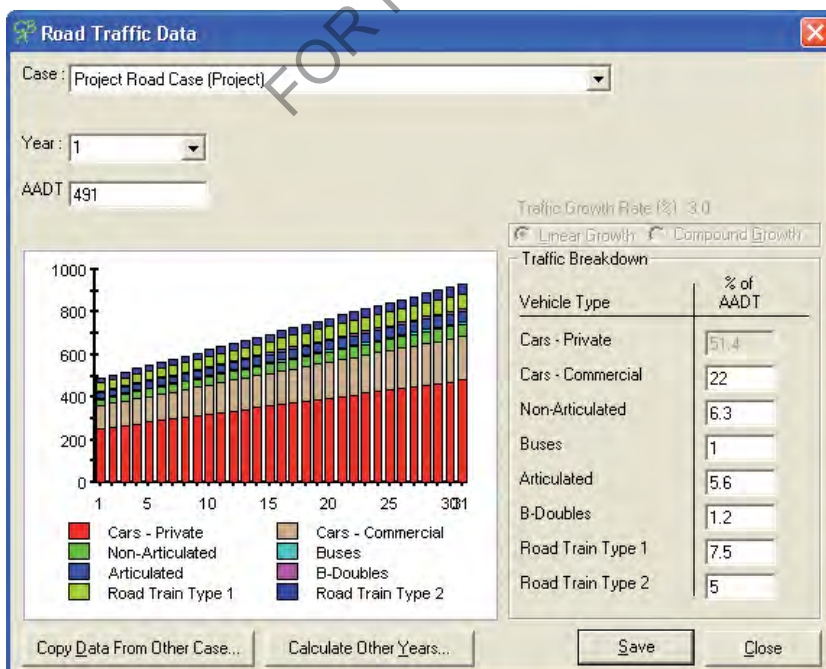 FOR
Road Traffic Data
Case : Project Road Case (Project)
Year : 1
AADT 491
Traffic Growth Rate (%) 3.0
Linear Growth Compound Growth
1000
800
600
400
200
0
1 5 10 15 20 25 30 31
Cars - Private Cars - Commercial
Non-Articulated Buses
Articulated B-Doubles
Road Train Type 1 Road Train Type 2
Traffic Breakdown
Vehicle Type % of AADT
Cars - Private 51.4
Cars - Commercial 22
Non-Articulated 6.3
Buses 1
Articulated 5.6
B-Doubles 1.2
Road Train Type 1 7.5
Road Train Type 2 5
Copy Data From Other Case... Calculate Other Years... Save Close